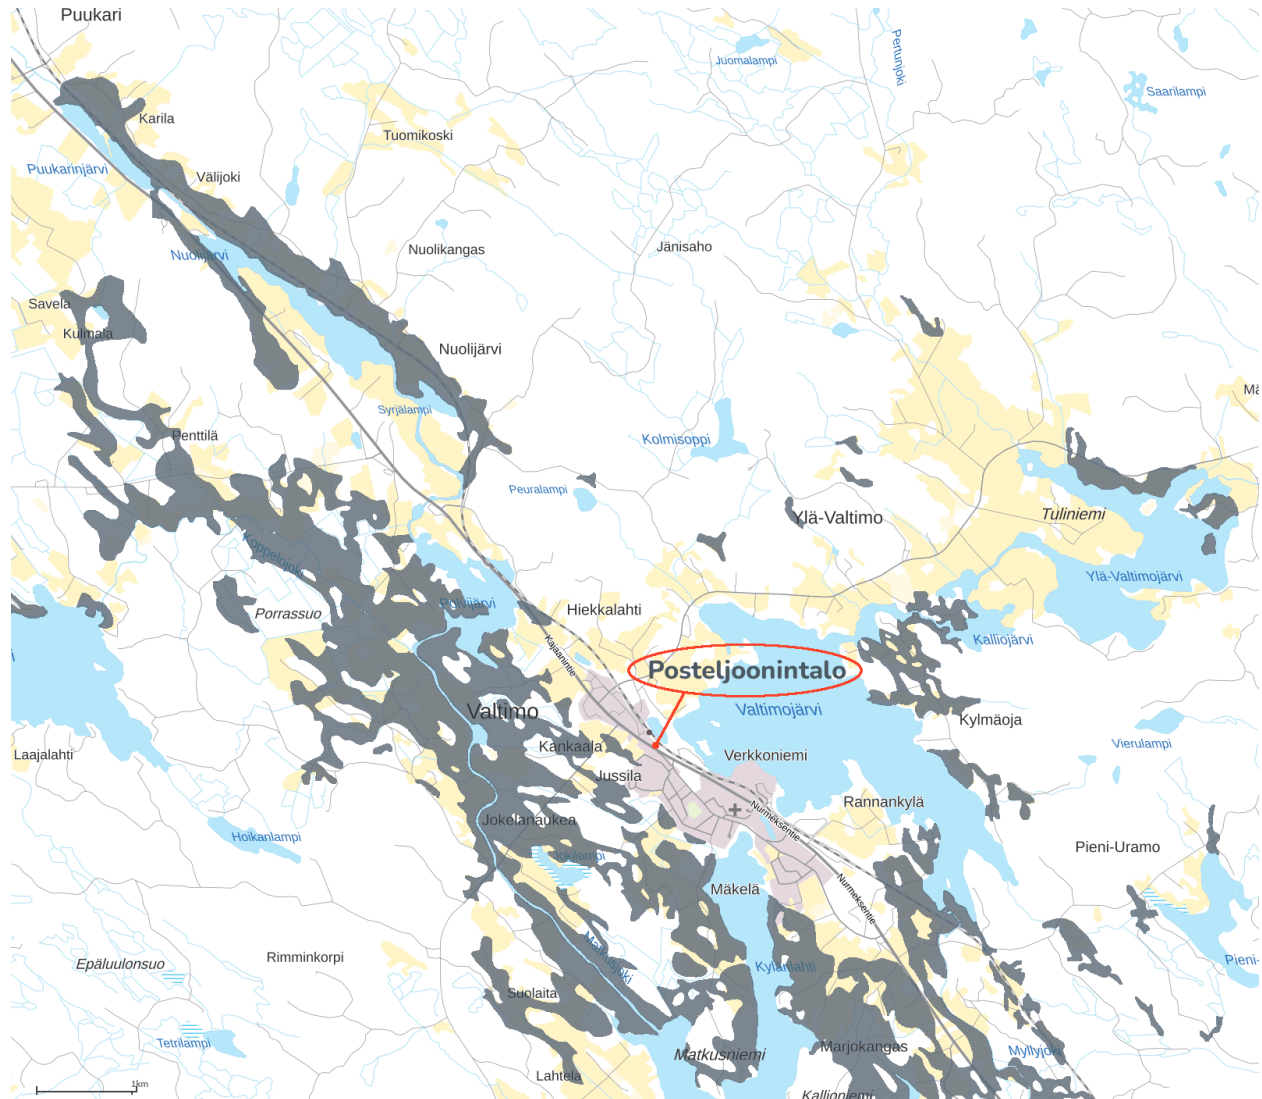 Puukari
Pertunjoki
Juomalampi
Saarilampi
Karila
Tuomikoski
Puukarinjärvi
Välijoki
Nuolijärvi
Nuolikangas
Jänisaho
Savela
Kulmala
Nuolijärvi
Syrjälampi
Penttilä
Kolmisoppi
Peuralampi
Ylä-Valtimo
Tuliniemi
Koppelojoki
Ylä-Valtimojärvi
Porrassuo
Polvijärvi
Hiekkalahti
Kalliojärvi
Kajaanintie
Posteljoonintalo
Valtimo
Valtimojärvi
Kylmäoja
Laajalahti
Kankaala
Verkkoniemi
Vierulampi
Jussila
Rannankylä
Jokelanaukea
Nurmeksentie
Hoikanlampi
Pieni-Uramo
Jokilampi
Mäkelä
Nurmeksentie
Matkusjoki
Rimminkorpi
Epäluulonsuo
Kylänlahti
Pieni-
Suolaita
Tetrilampi
Matkusniemi
Marjokangas
Myllyjoki
Lahtela
1km
Kallioniemi